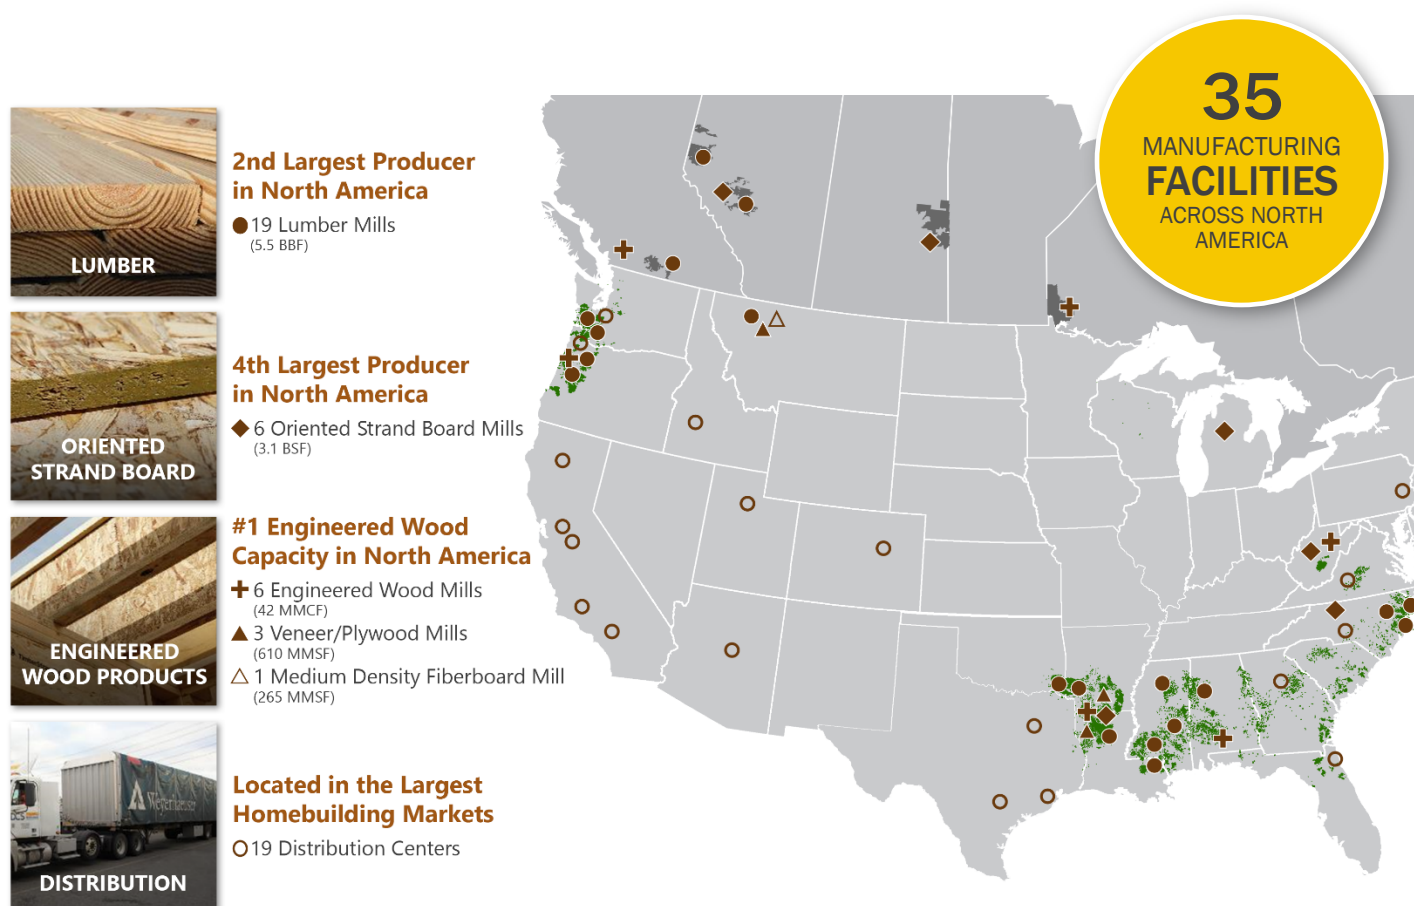 35
MANUFACTURING
FACILITIES
ACROSS NORTH
AMERICA
LUMBER
2nd Largest Producer
in North America
19 Lumber Mills
(5.5 BBF)
ORIENTED
STRAND BOARD
4th Largest Producer
in North America
6 Oriented Strand Board Mills
(3.1 BSF)
ENGINEERED
WOOD PRODUCTS
#1 Engineered Wood
Capacity in North America
6 Engineered Wood Mills
(42 MMCF)
3 Veneer/Plywood Mills
(610 MMSF)
1 Medium Density Fiberboard Mill
(265 MMSF)
Weyerhaeuser
DISTRIBUTION
Located in the Largest
Homebuilding Markets
19 Distribution Centers